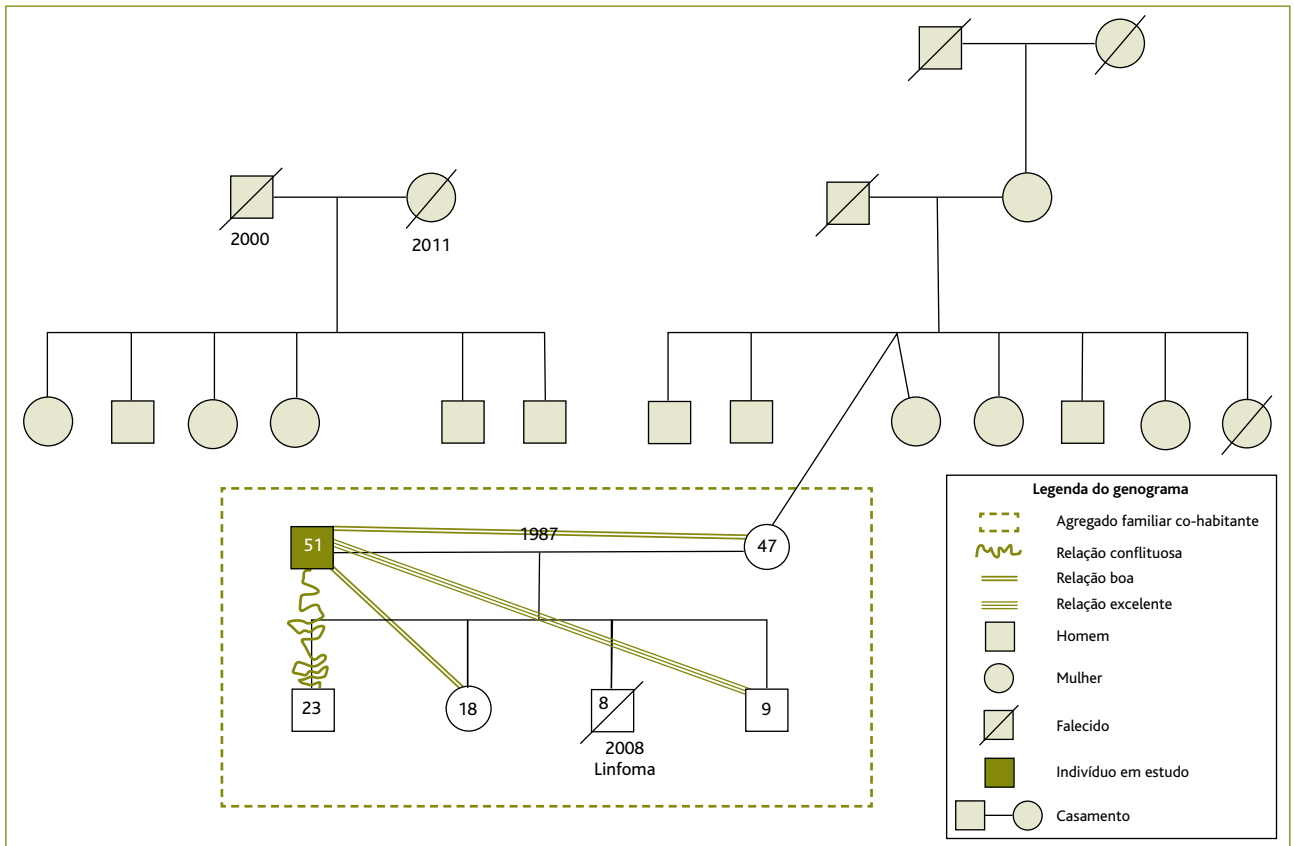 2000
2011
1987
51
47
23
18
8
9
2008
Linfoma
Legenda do genograma
Agregado familiar co-habitante
Relação conflituosa
Relação boa
Relação excelente
Homem
Mulher
Falecido
Indivíduo em estudo
Casamento